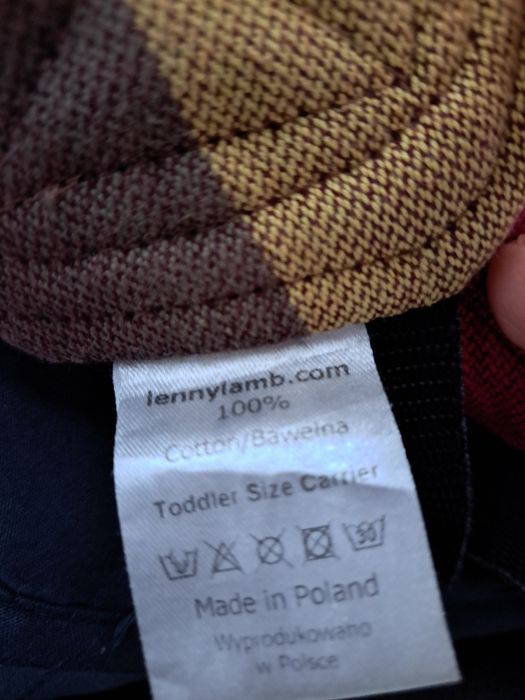 lennylamb.com
100%
Cotton/Bawełna
Toddler Size Carrier
30
Made in Poland
Wyprodukowano
w Polsce